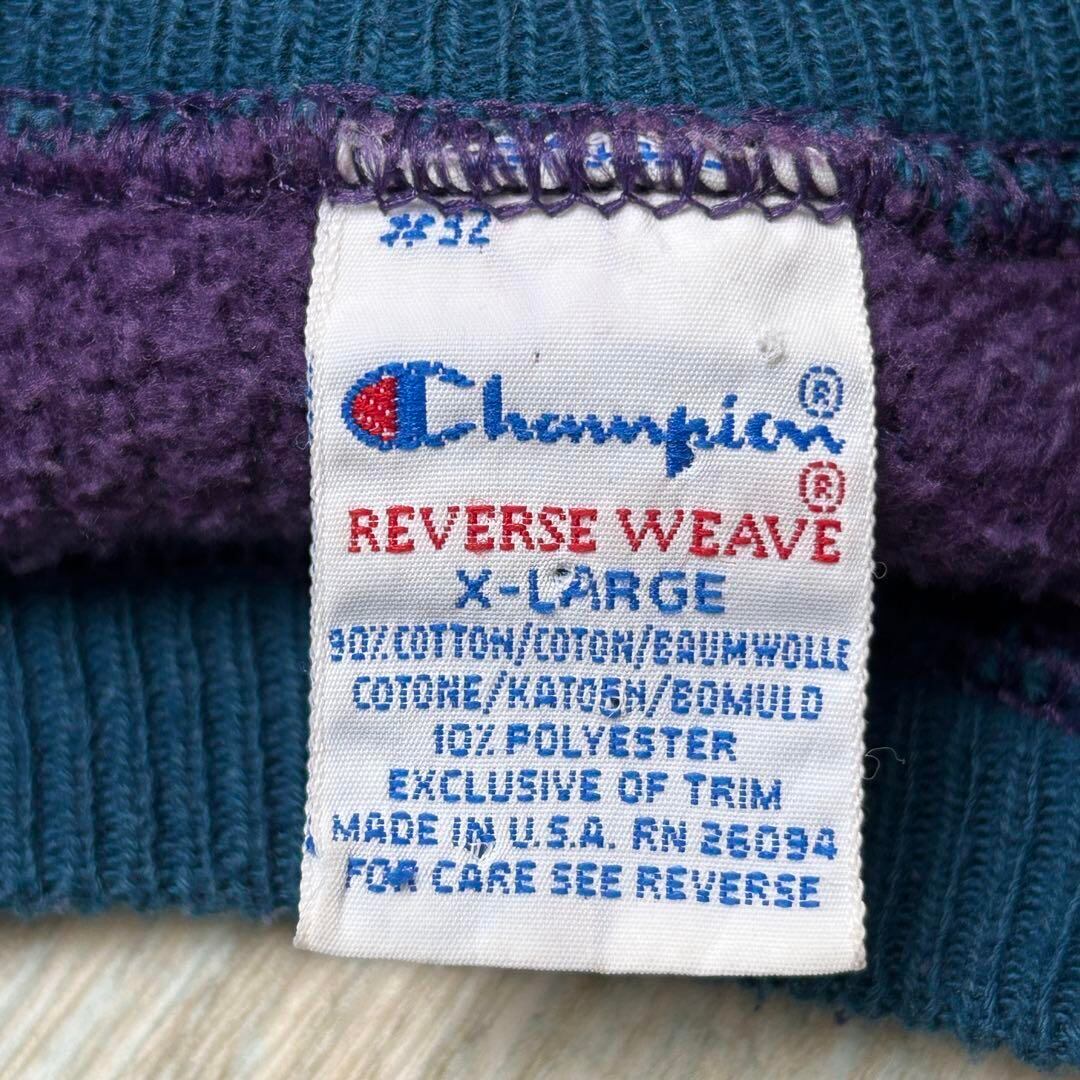 #32
Champion®
®
REVERSE WEAVE
X-LARGE
90% COTTON/COTON/BAUMWOLLE
COTONE/KATOEN/BOMULD
10% POLYESTER
EXCLUSIVE OF TRIM
MADE IN U.S.A. RN 26094
FOR CARE SEE REVERSE